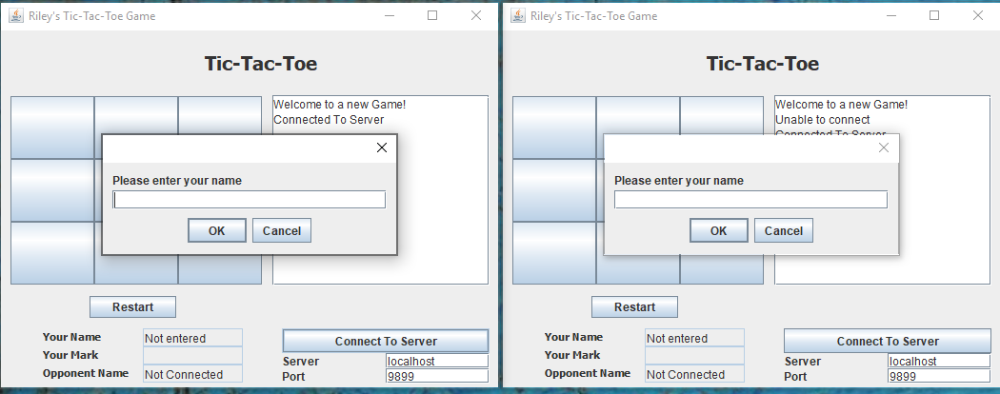 Riley's Tic-Tac-Toe Game
Tic-Tac-Toe
Welcome to a new Game!
Connected To Server
Please enter your name
OK Cancel
Restart
Your Name Not entered
Your Mark
Opponent Name Not Connected
Connect To Server
Server localhost
Port 9899
Riley's Tic-Tac-Toe Game
Tic-Tac-Toe
Welcome to a new Game!
Unable to connect
Connected To Server
Please enter your name
OK Cancel
Restart
Your Name Not entered
Your Mark
Opponent Name Not Connected
Connect To Server
Server localhost
Port 9899